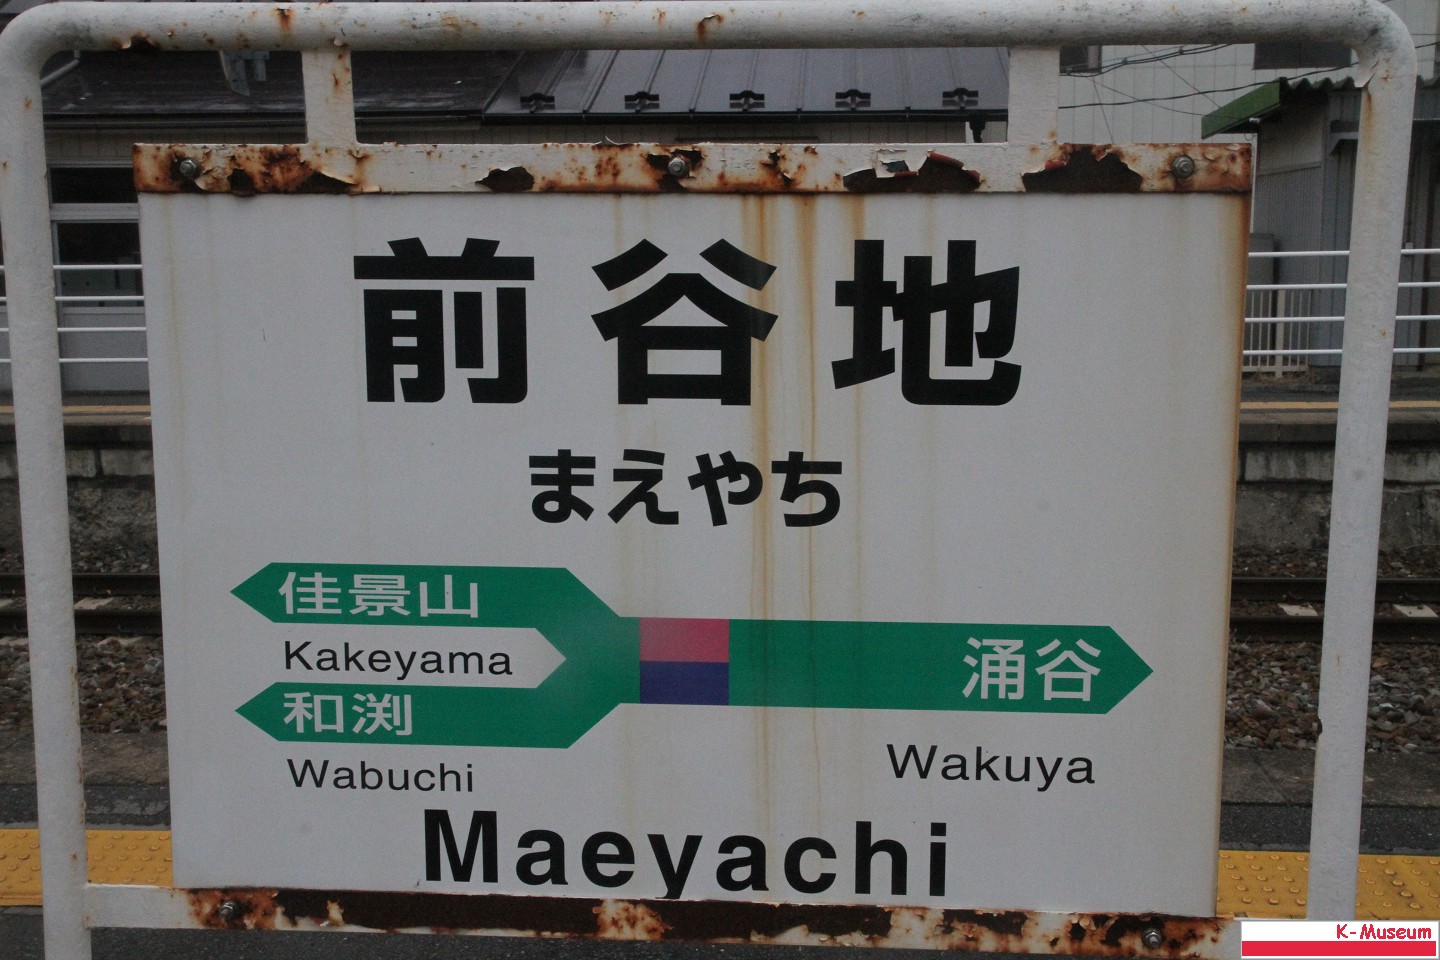 前谷地
まえやち
佳景山
Kakeyama
和渕
Wabuchi
涌谷
Wakuya
Maeyachi
K-Museum